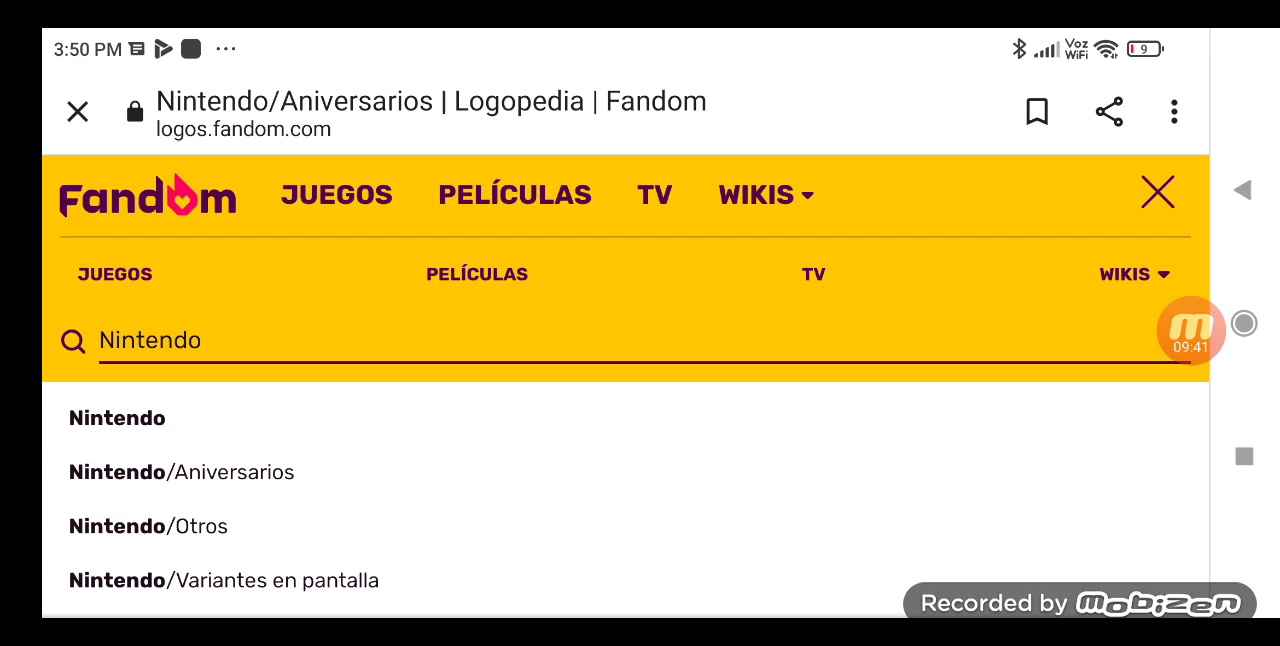 3:50 PM ... Voz WiFi 9
Nintendo/Aniversarios | Logopedia | Fandom
logos.fandom.com
Fandom JUEGOS PELÍCULAS TV WIKIS
JUEGOS PELÍCULAS TV WIKIS
Nintendo
09:41
Nintendo
Nintendo/Aniversarios
Nintendo/Otros
Nintendo/Variantes en pantalla
Recorded by mobizen